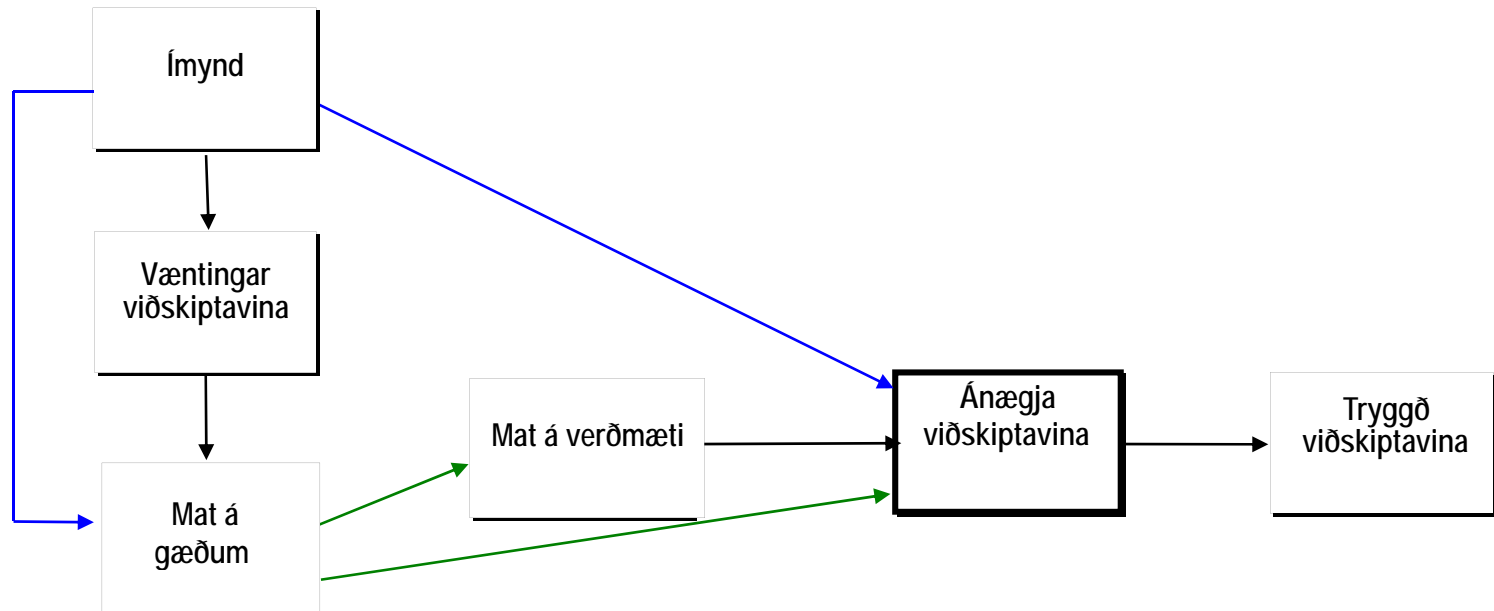 Ímynd
Væntingar
viðskiptavina
Mat á
gæðum
Mat á verðmæti
Ánægja
viðskiptavina
Tryggð
viðskiptavina